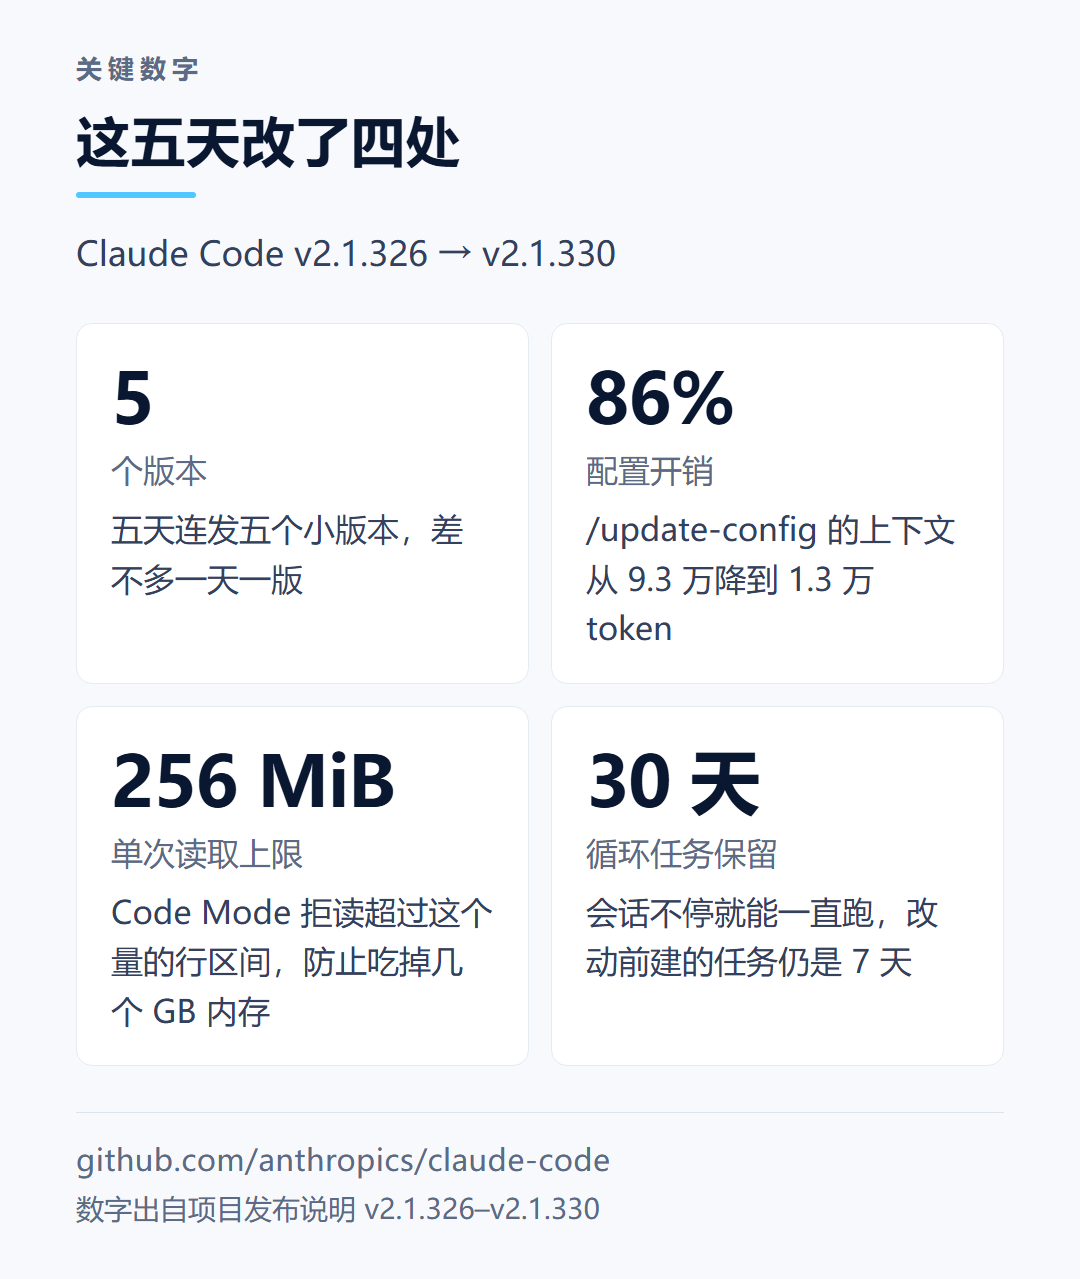 关键数字
这五天改了四处
Claude Code v2.1.326 → v2.1.330
5
个版本
五天连发五个小版本，差
不多一天一版
86%
配置开销
/update-config 的上下文
从 9.3 万降到 1.3 万
token
256 MiB
单次读取上限
Code Mode 拒读超过这个
量的行区间，防止吃掉几
个 GB 内存
30 天
循环任务保留
会话不停就能一直跑，改
动前建的任务仍是 7 天
github.com/anthropics/claude-code
数字出自项目发布说明 v2.1.326–v2.1.330